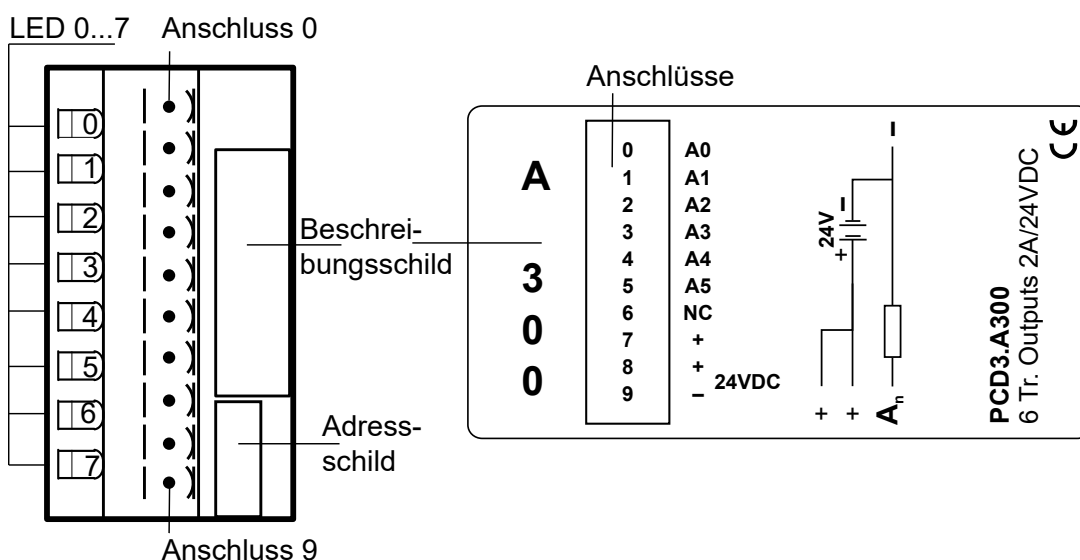 LED 0...7
Anschluss 0
0
1
2
3
4
5
6
7
Anschluss 9
Beschrei-
bungsschild
Adress-
schild
Anschlüsse
A
3
0
0
0 A0
1 A1
2 A2
3 A3
4 A4
5 A5
6 NC
7 +
8 +
9 –
24VDC
24V
–
+
–
+ + An
PCD3.A300
6 Tr. Outputs 2A/24VDC
CE